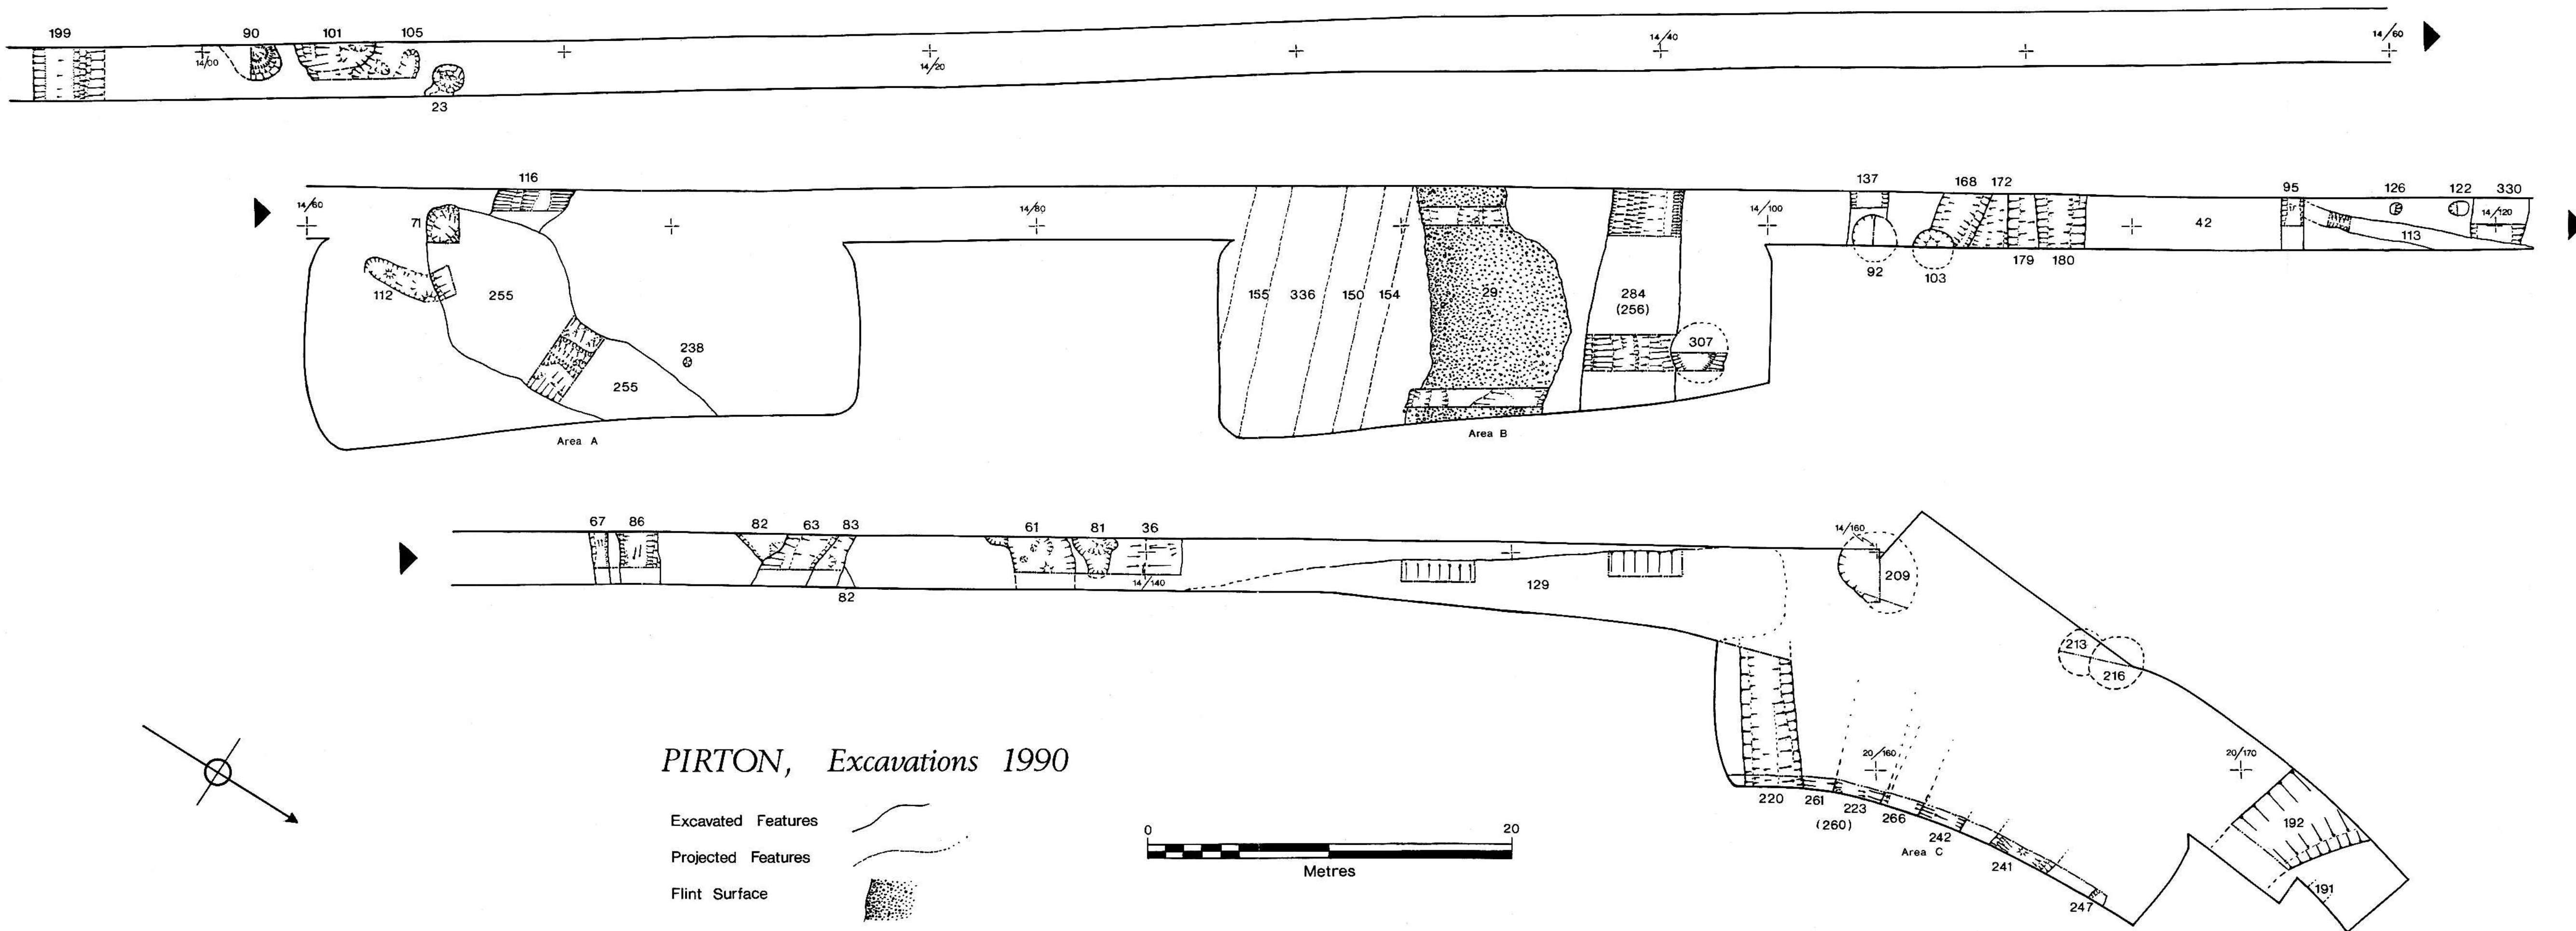 199 90 101 105
14/00 14/20 14/40 14/60
23
116
14/60 14/80 14/100 14/120
71
137 168 172 95 126 122 330
42
113
92 103 179 180
112 255 155 336 150 154 29 284
(256)
307
238
255
Area A
Area B
67 86 82 63 83 61 81 36
14/160
14/140
82
129
209
213
216
PIRTON, Excavations 1990
Excavated Features
Projected Features
Flint Surface
0 20
Metres
20/160 20/170
220 261 223 266 242 241 247
(260)
Area C
192
191